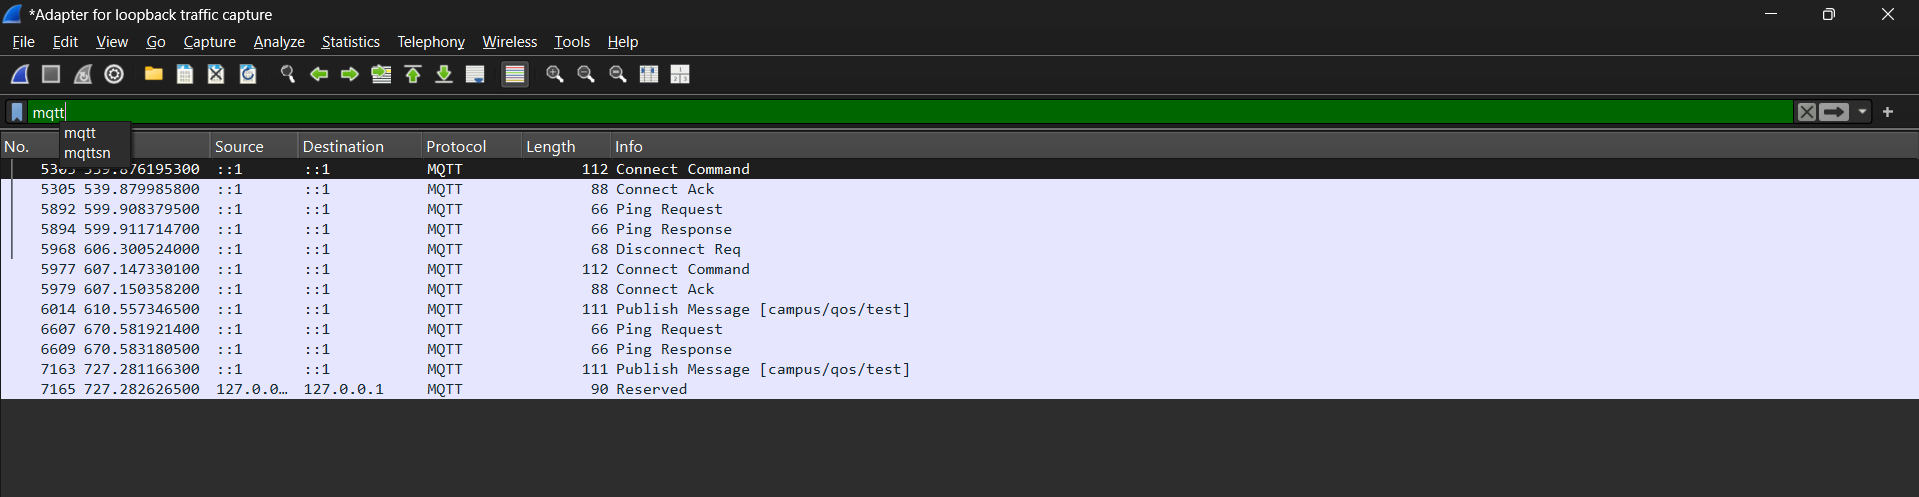 *Adapter for loopback traffic capture
File Edit View Go Capture Analyze Statistics Telephony Wireless Tools Help
mqtt
mqtt
mqttsn
No. Source Destination Protocol Length Info
::1 ::1 MQTT 112 Connect Command
5305 539.879985800 ::1 ::1 MQTT 88 Connect Ack
5892 599.908379500 ::1 ::1 MQTT 66 Ping Request
5894 599.911714700 ::1 ::1 MQTT 66 Ping Response
5968 606.300524000 ::1 ::1 MQTT 68 Disconnect Req
5977 607.147330100 ::1 ::1 MQTT 112 Connect Command
5979 607.150358200 ::1 ::1 MQTT 88 Connect Ack
6014 610.557346500 ::1 ::1 MQTT 111 Publish Message [campus/qos/test]
6607 670.581921400 ::1 ::1 MQTT 66 Ping Request
6609 670.583180500 ::1 ::1 MQTT 66 Ping Response
7163 727.281166300 ::1 ::1 MQTT 111 Publish Message [campus/qos/test]
7165 727.282626500 127.0.0… 127.0.0.1 MQTT 90 Reserved